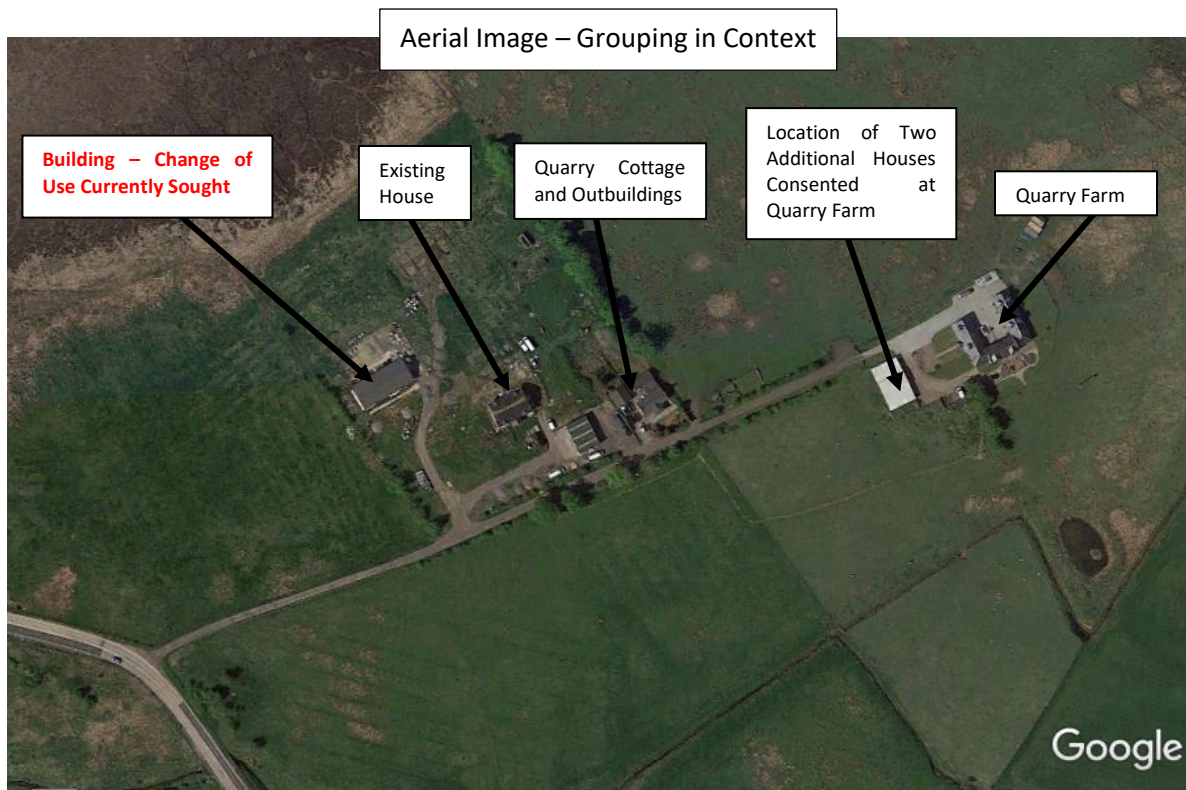 Aerial Image – Grouping in Context
Building – Change of
Use Currently Sought
Existing
House
Quarry Cottage
and Outbuildings
Location of Two
Additional Houses
Consented at
Quarry Farm
Quarry Farm
Google